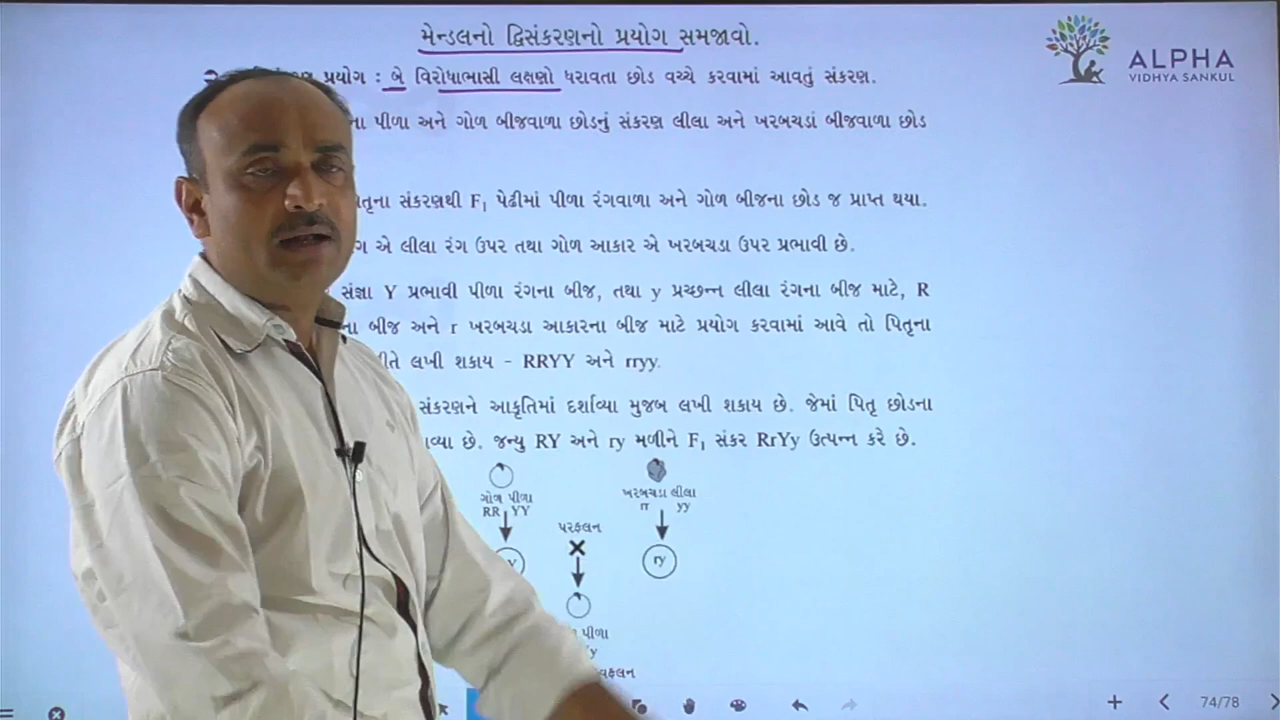 મેન્ડલનો દ્વિસંકરણનો પ્રયોગ સમજાવો.
ALPHA
VIDHYA SANKUL
પ્રયોગ : બે વિરોધાભાસી લક્ષણો ધરાવતા છોડ વચ્ચે કરવામાં આવતું સંકરણ.
પીળા અને ગોળ બીજવાળા છોડનું સંકરણ લીલા અને ખરબચડાં બીજવાળા છોડ
સંકરણથી F₁ પેઢીમાં પીળા રંગવાળા અને ગોળ બીજના છોડ જ પ્રાપ્ત થયા.
એ લીલા રંગ ઉપર તથા ગોળ આકાર એ ખરબચડા ઉપર પ્રભાવી છે.
સંજ્ઞા Y પ્રભાવી પીળા રંગના બીજ, તથા y પ્રચ્છન્ન લીલા રંગના બીજ માટે, R
બીજ અને r ખરબચડા આકારના બીજ માટે પ્રયોગ કરવામાં આવે તો પિતૃના
લખી શકાય - RRYY અને rryy.
સંકરણને આકૃતિમાં દર્શાવ્યા મુજબ લખી શકાય છે. જેમાં પિતૃ છોડના
છે. જન્યુ RY અને ry મળીને F₁ સંકર RrYy ઉત્પન્ન કરે છે.
ગોળ પીળા ખરબચડા લીલા
RR YY rr yy
પરફલન
ry
પીળા
74/78